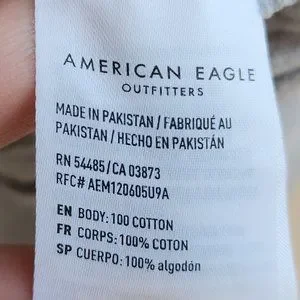 AMERICAN EAGLE
OUTFITTERS
MADE IN PAKISTAN / FABRIQUÉ AU
PAKISTAN / HECHO EN PAKISTÁN
RN 54485/CA 03873
RFC# AEM120605U9A
EN BODY: 100 COTTON
FR CORPS: 100% COTON
SP CUERPO: 100% algodón